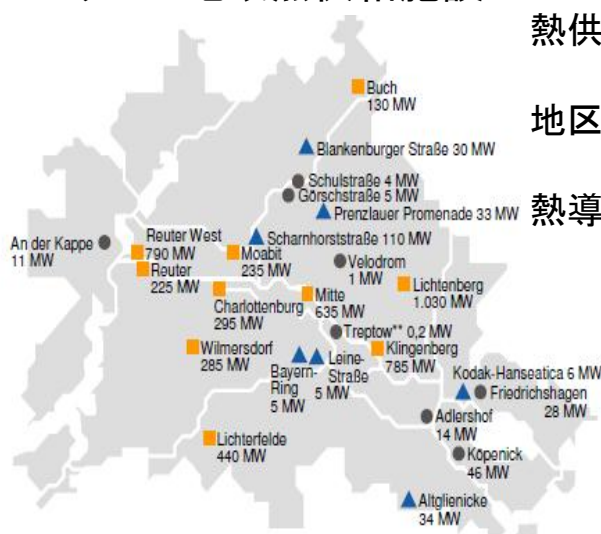 熱供
Buch
130 MW
地区
Blankenburger Straße 30 MW
Schulstraße 4 MW
Görschstraße 5 MW
Prenzlauer Promenade 33 MW
熱導
An der Kappe
11 MW
Reuter West
790 MW
Reuter
225 MW
Scharnhorststraße 110 MW
Moabit
235 MW
Velodrom
1 MW
Lichtenberg
1.030 MW
Charlottenburg
295 MW
Mitte
635 MW
Treptow** 0,2 MW
Wilmersdorf
285 MW
Bayern-
Ring
5 MW
Leine-
Straße
5 MW
Klingenberg
785 MW
Kodak-Hanseatica 6 MW
Friedrichshagen
28 MW
Adlershof
14 MW
Lichterfelde
440 MW
Köpenick
46 MW
Altglienicke
34 MW